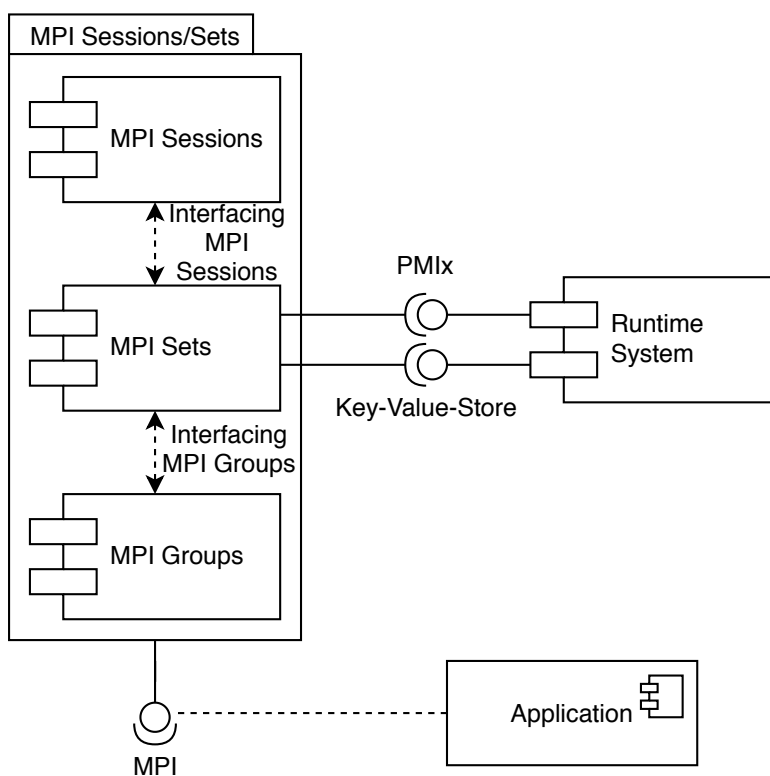 MPI Sessions/Sets
MPI Sessions
Interfacing
MPI
Sessions
PMIx
MPI Sets
Runtime
System
Key-Value-Store
Interfacing
MPI Groups
MPI Groups
Application
MPI